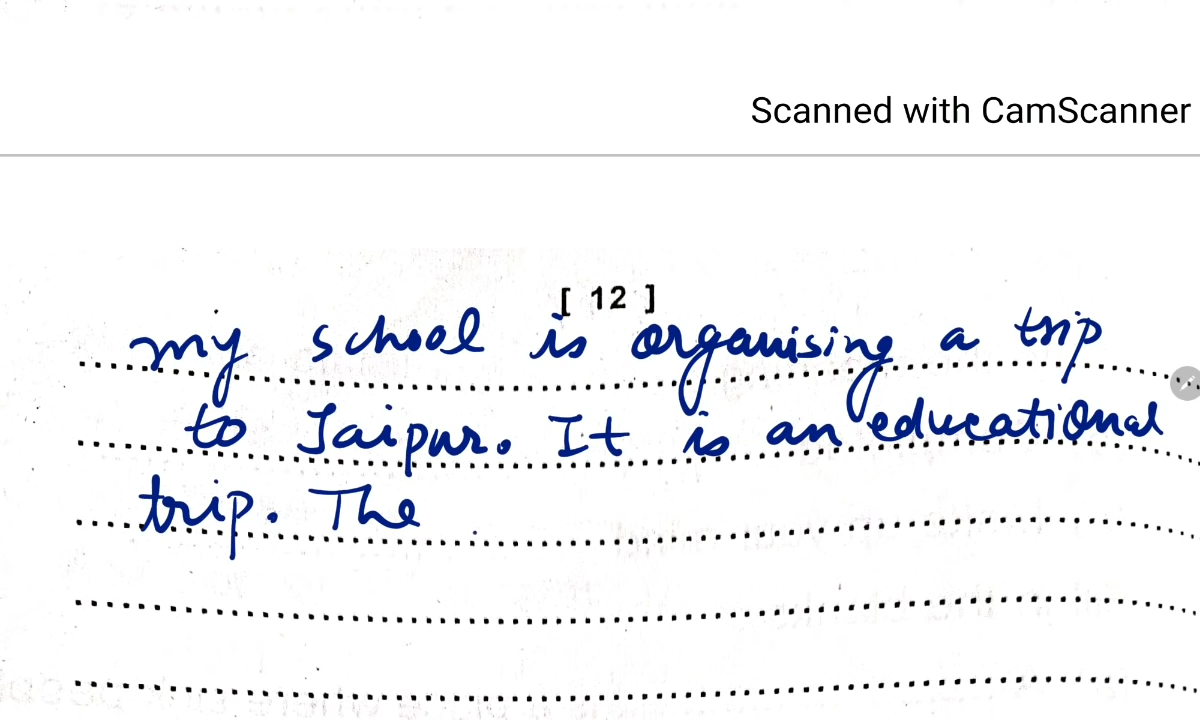 Scanned with CamScanner
[ 12 ]
my school is organising a trip
to Jaipur. It is an educational
trip. The